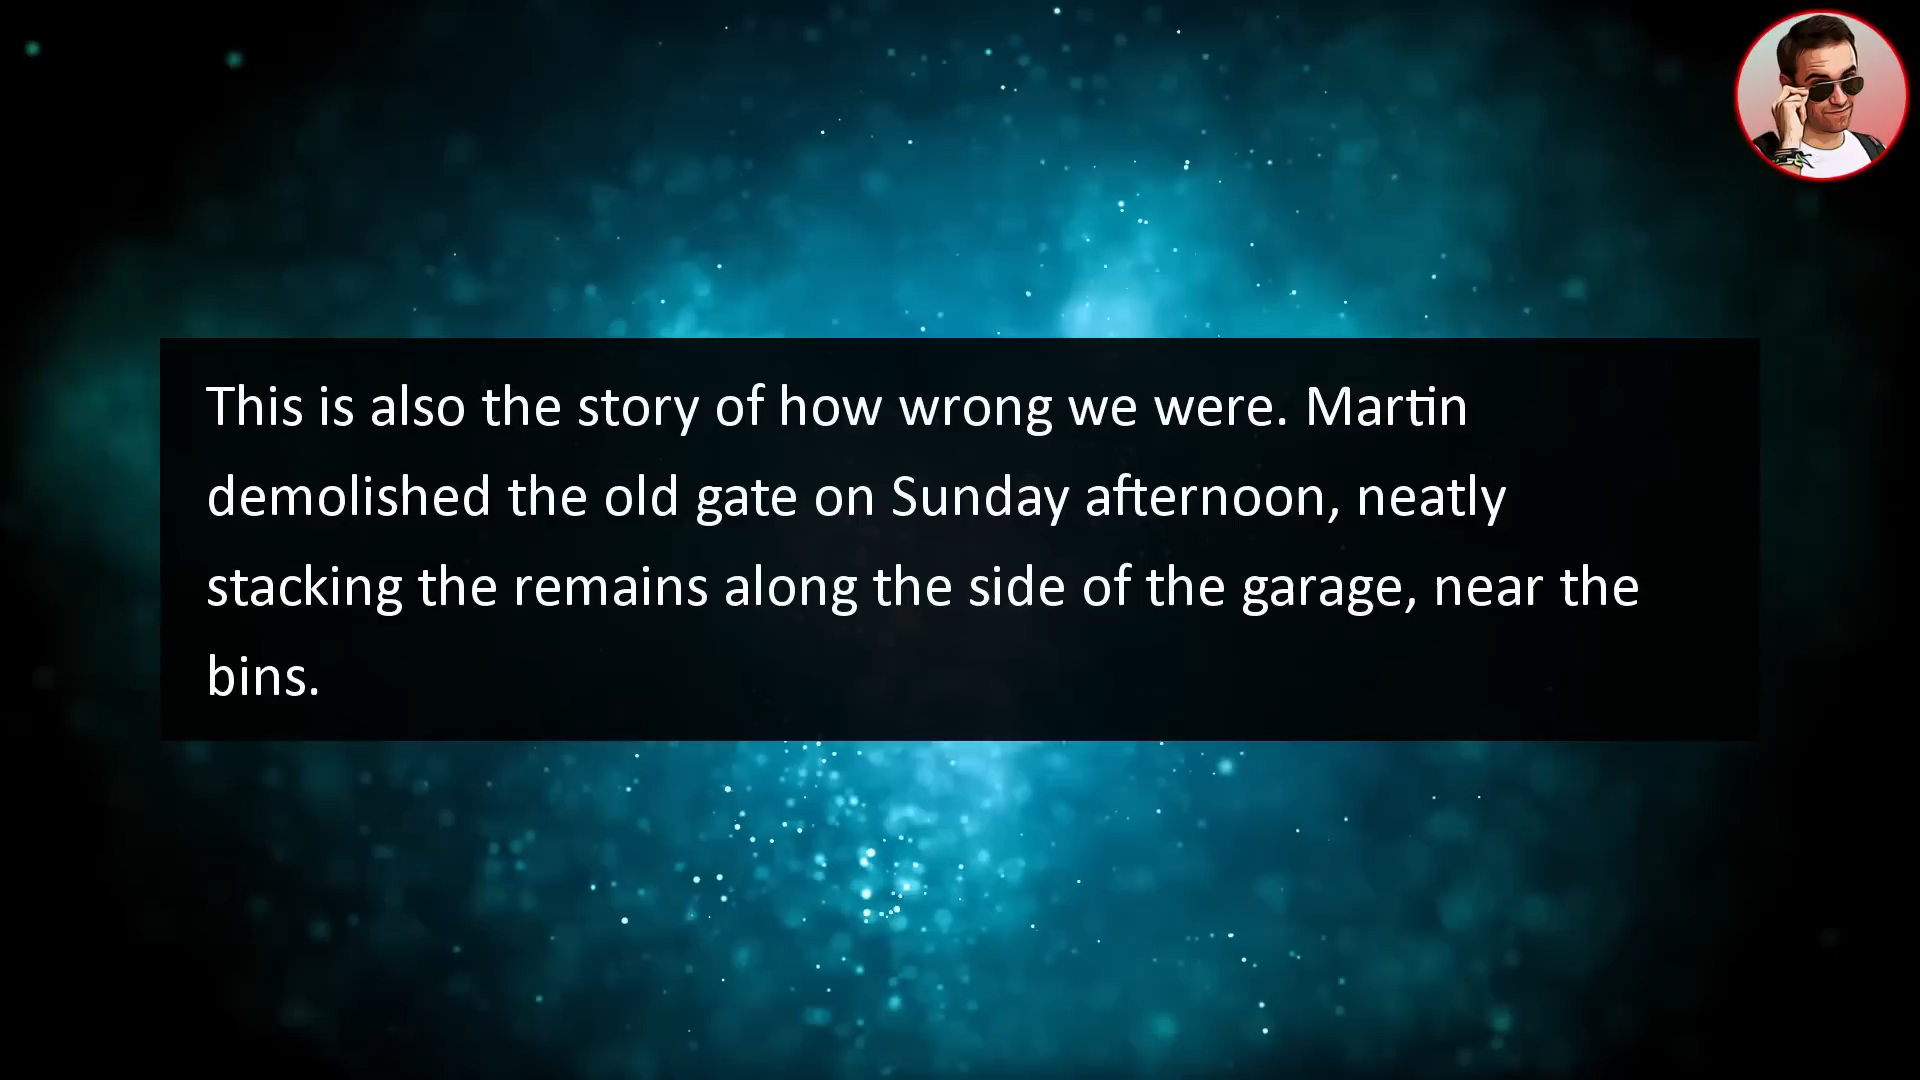 This is also the story of how wrong we were. Martin
demolished the old gate on Sunday afternoon, neatly
stacking the remains along the side of the garage, near the
bins.